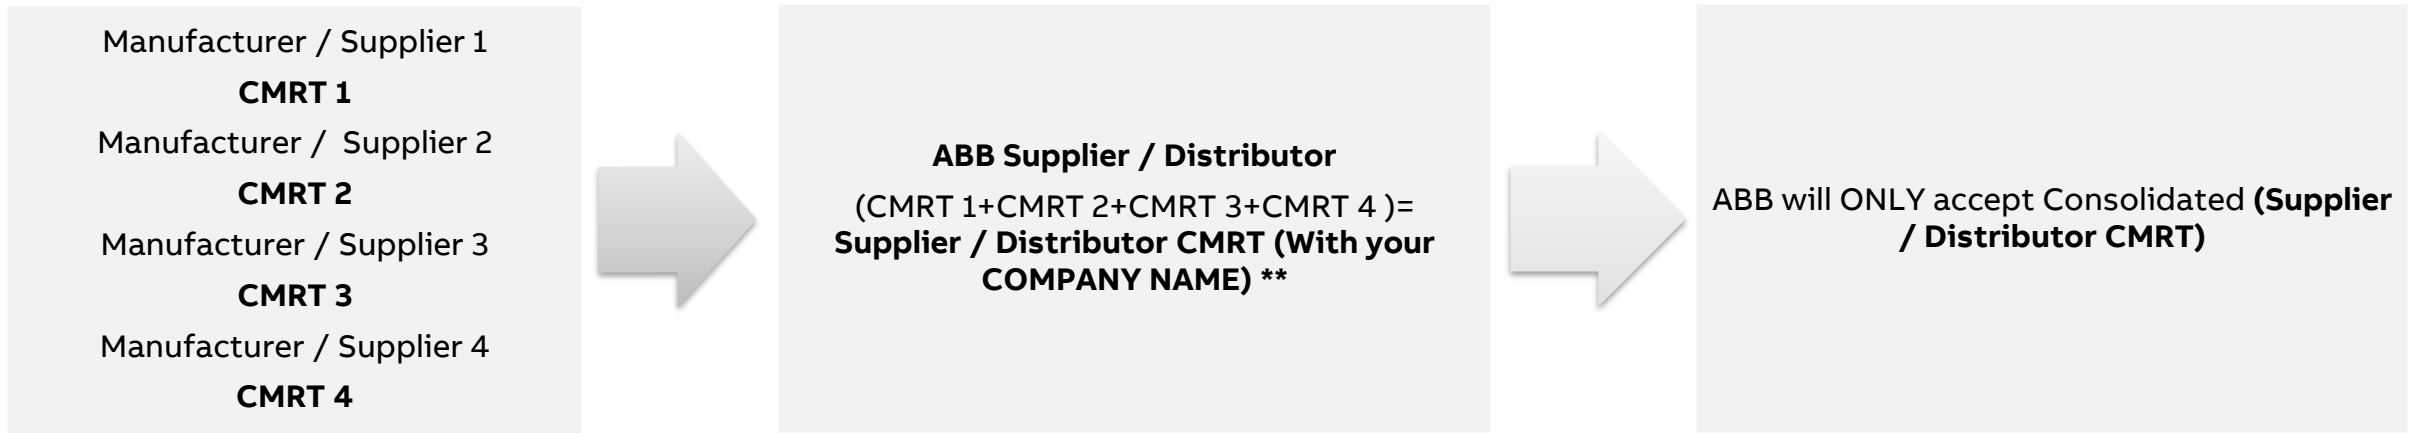 Manufacturer / Supplier 1
CMRT 1
Manufacturer /  Supplier 2
CMRT 2
Manufacturer / Supplier 3
CMRT 3
Manufacturer / Supplier 4
CMRT 4
ABB Supplier / Distributor
(CMRT 1+CMRT 2+CMRT 3+CMRT 4 )=
Supplier / Distributor CMRT (With your
COMPANY NAME) **
ABB will ONLY accept Consolidated (Supplier
/ Distributor CMRT)